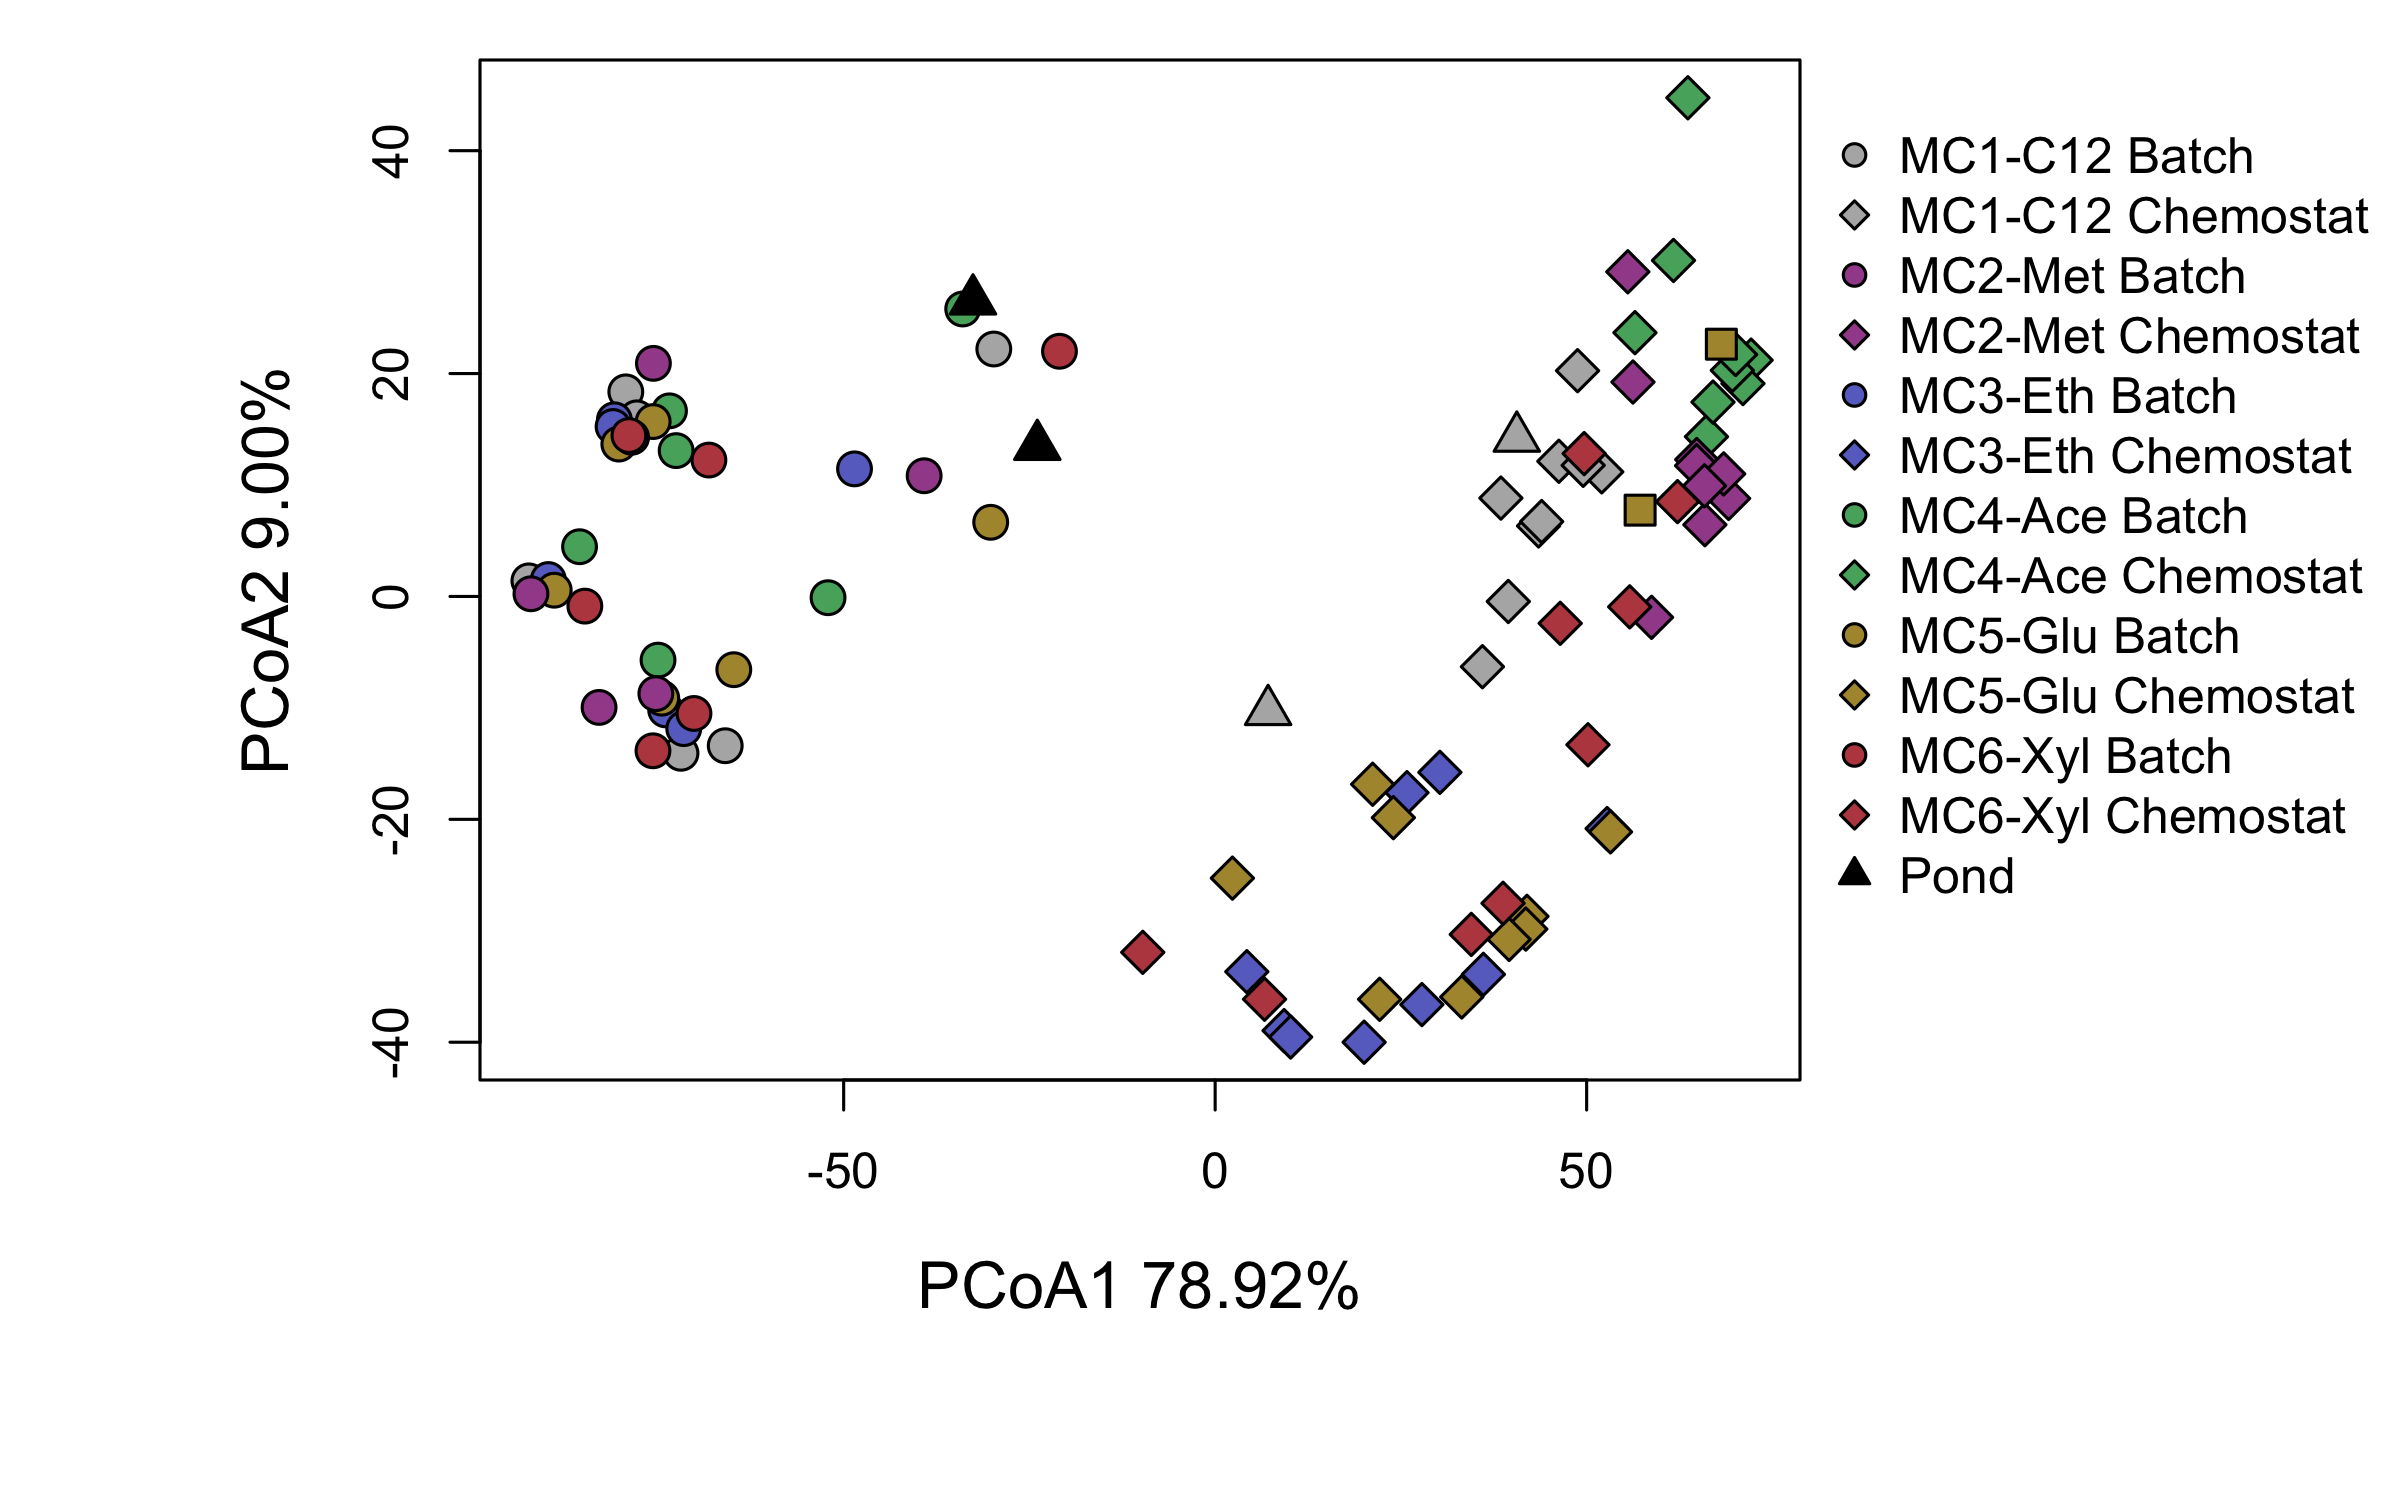 PCoA2 9.00%
40
20
0
-20
-40
-50
0
50
PCoA1 78.92%
MC1-C12 Batch
MC1-C12 Chemostat
MC2-Met Batch
MC2-Met Chemostat
MC3-Eth Batch
MC3-Eth Chemostat
MC4-Ace Batch
MC4-Ace Chemostat
MC5-Glu Batch
MC5-Glu Chemostat
MC6-Xyl Batch
MC6-Xyl Chemostat
Pond